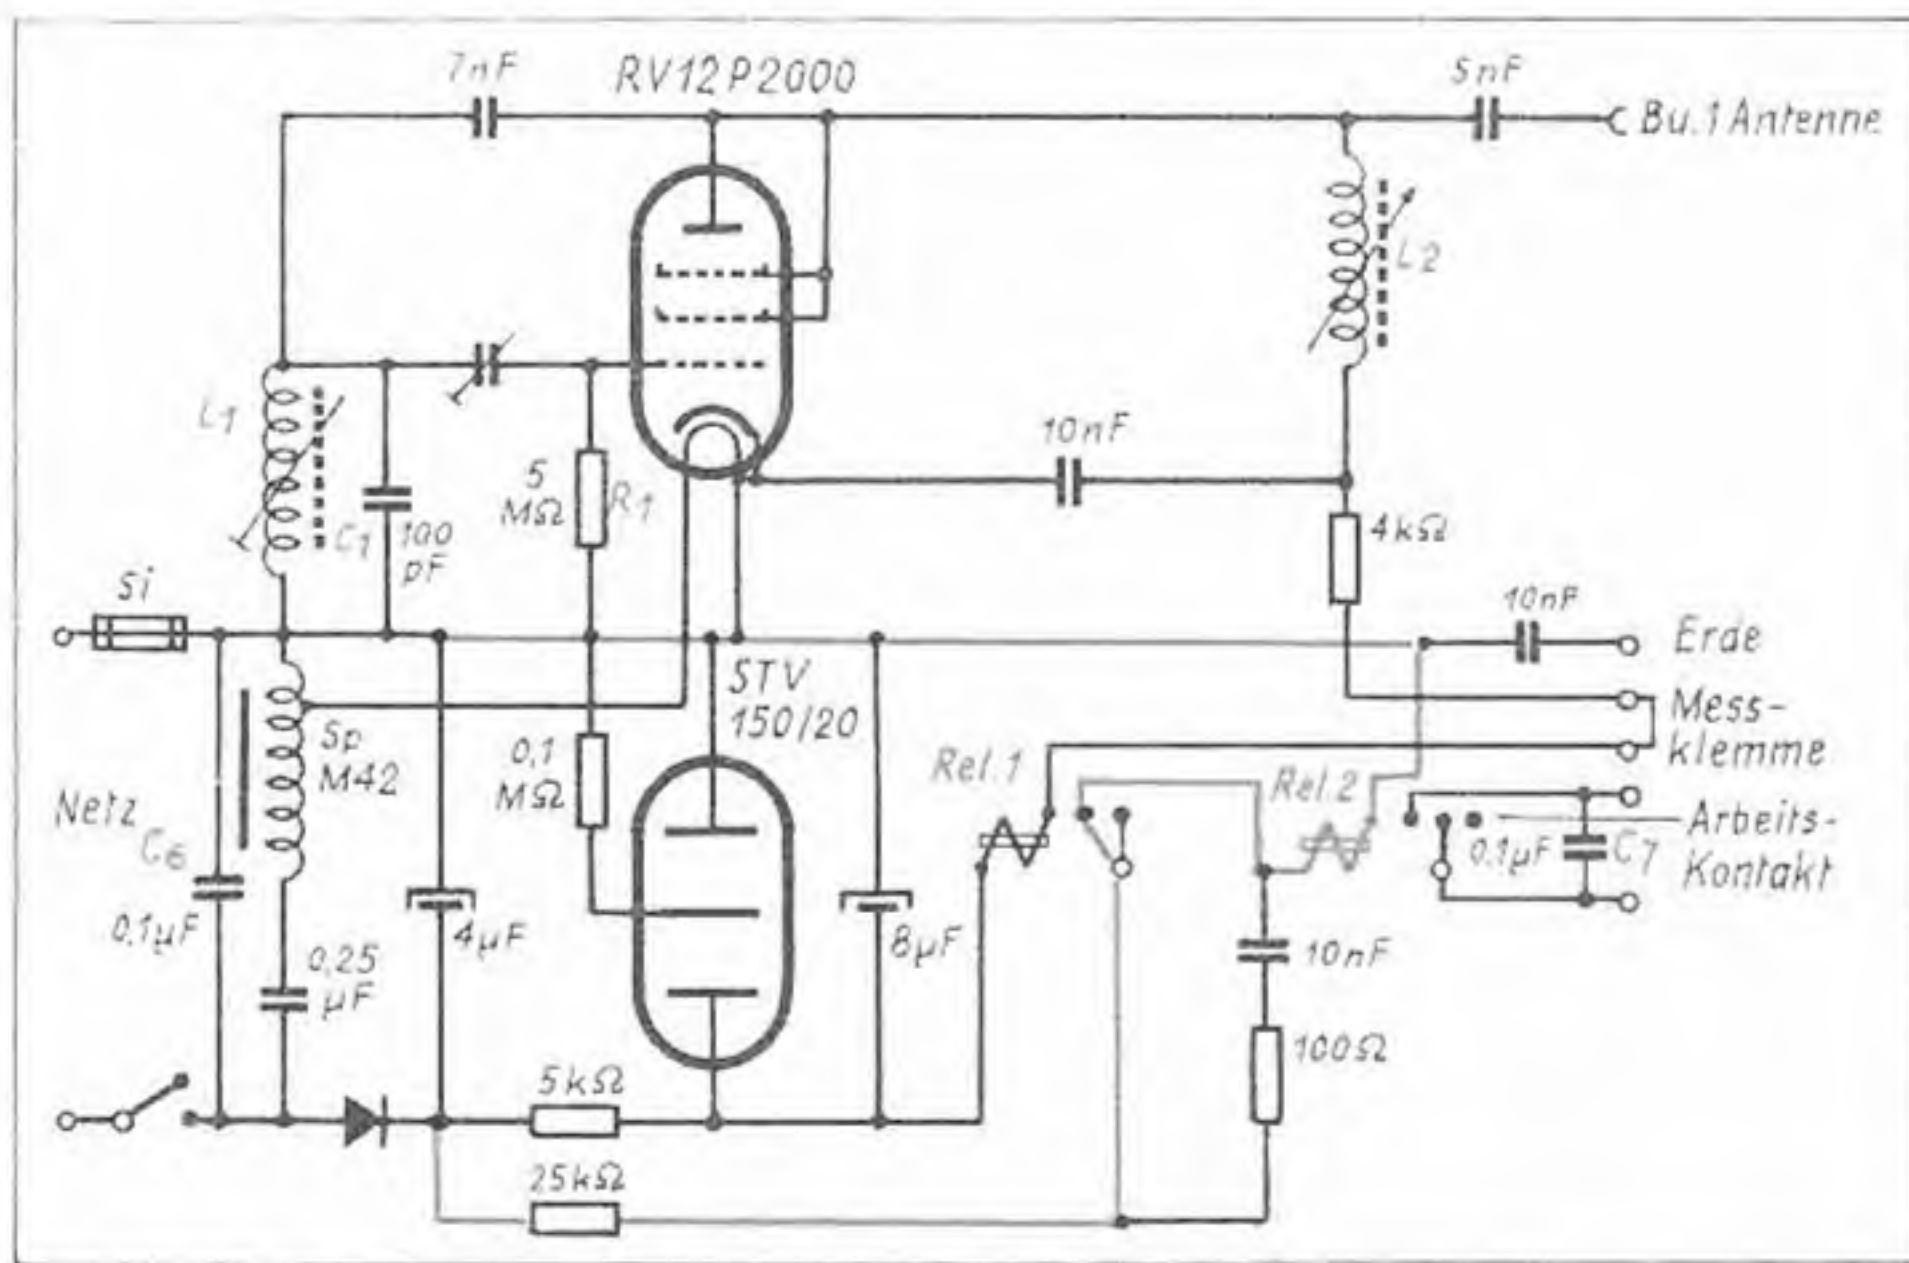 7nF
RV12P2000
5nF
Bu.1 Antenne
L2
L1
C1
100
pF
5
MΩ
R1
10nF
4kΩ
si
10nF
Erde
Sp
M42
STV
150/20
0,1
MΩ
Mess-
klemme
Rel.1
Rel.2
Netz
C6
0,1µF
4µF
8µF
0.1µF
C7
Arbeits-
Kontakt
0,25
µF
10nF
100Ω
5kΩ
25kΩ